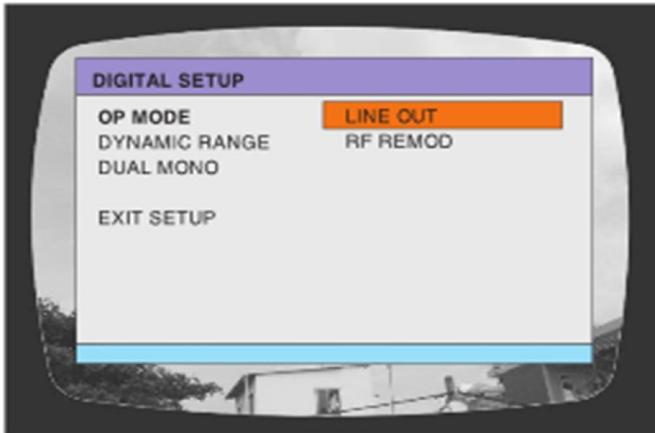 DIGITAL SETUP
OP MODE LINE OUT
DYNAMIC RANGE RF REMOD
DUAL MONO
EXIT SETUP